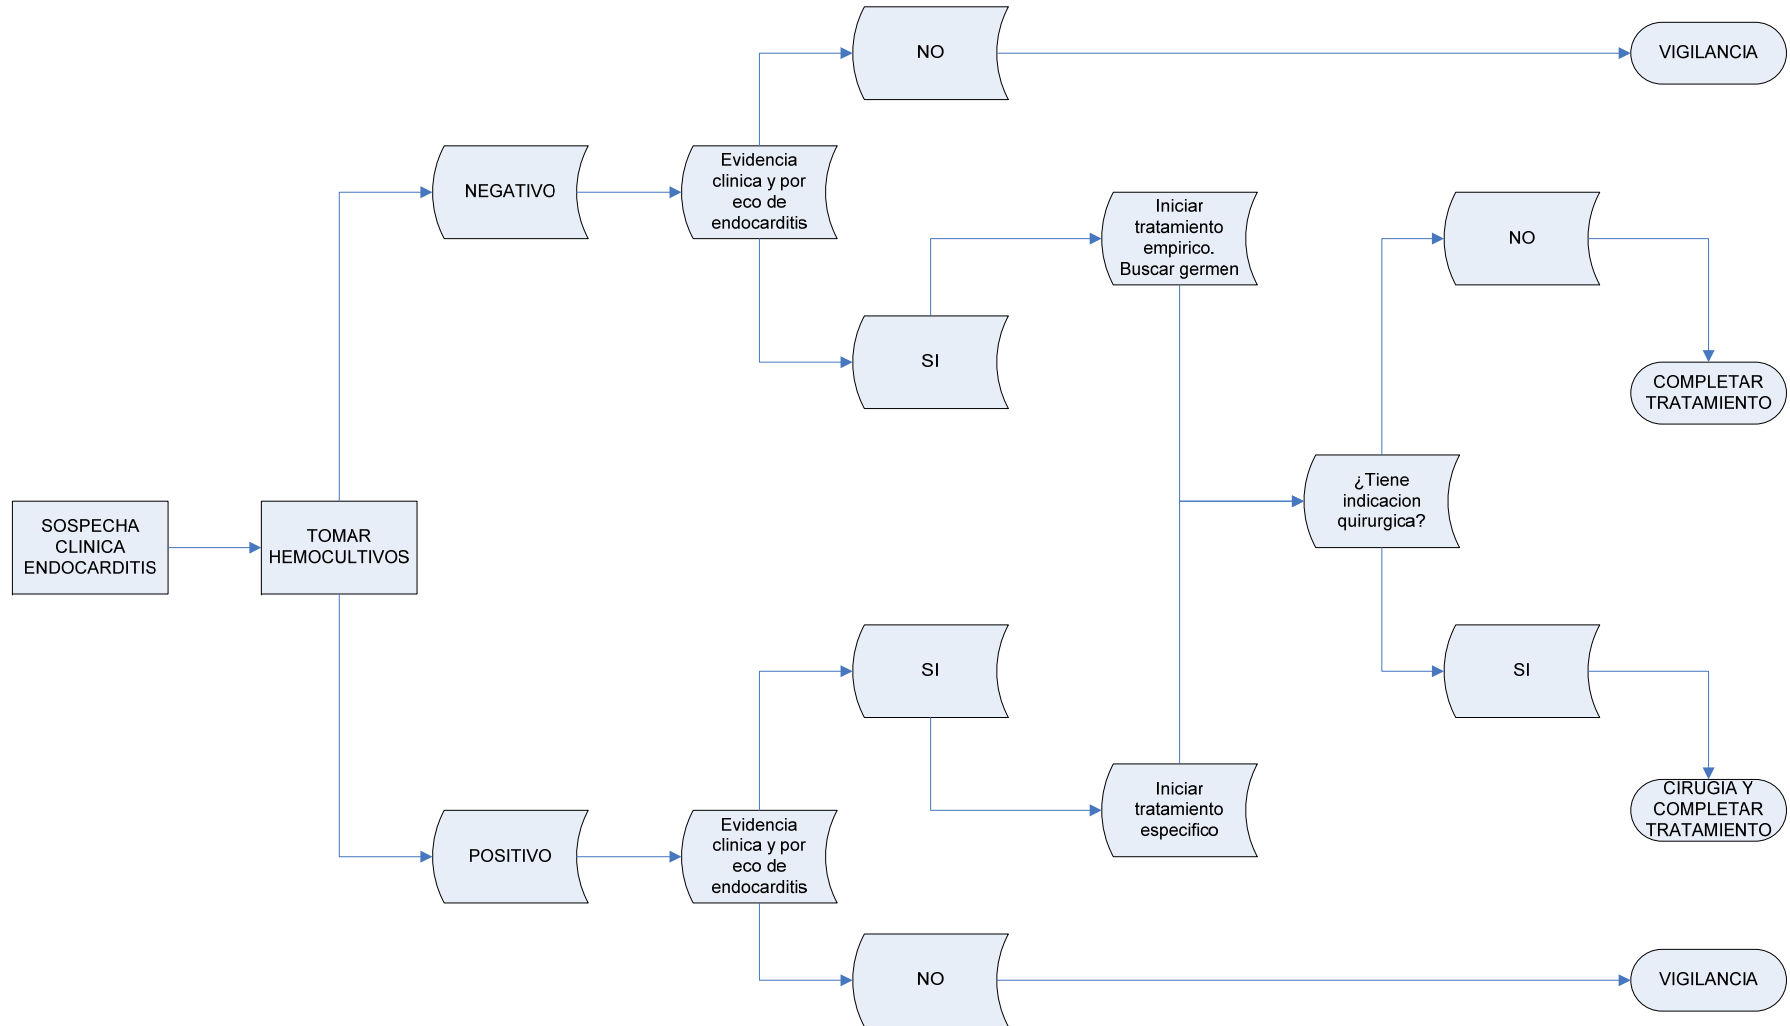 NO
VIGILANCIA
NEGATIVO
Evidencia
clinica y por
eco de
endocarditis
Iniciar
tratamiento
empirico.
Buscar germen
NO
SI
COMPLETAR
TRATAMIENTO
¿Tiene
indicacion
quirurgica?
SOSPECHA
CLINICA
ENDOCARDITIS
TOMAR
HEMOCULTIVOS
SI
SI
Iniciar
tratamiento
especifico
CIRUGIA Y
COMPLETAR
TRATAMIENTO
POSITIVO
Evidencia
clinica y por
eco de
endocarditis
NO
VIGILANCIA